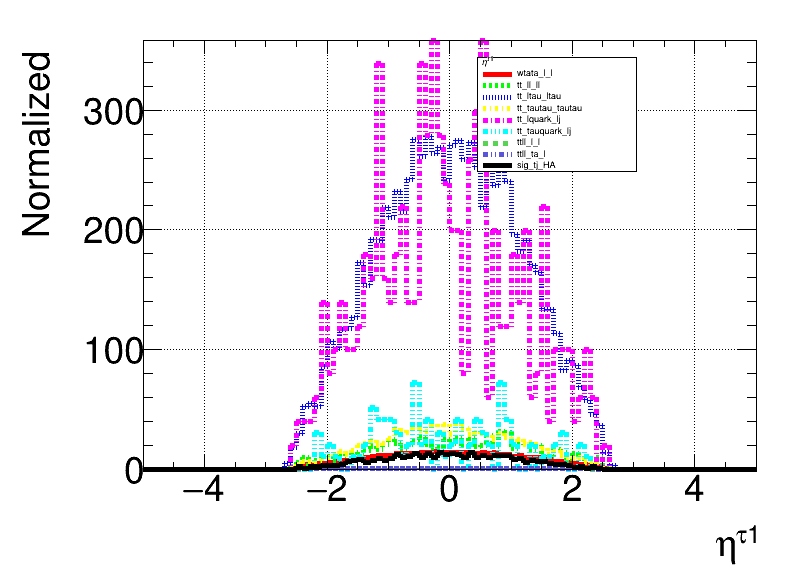 Normalized
300
200
100
0
η^τ1
wtata_l_l
tt_ll_ll
tt_ltau_ltau
tt_tautau_tautau
tt_lquark_lj
tt_tauquark_lj
ttll_l_l
ttll_ta_l
sig_tj_HA
−4 −2 0 2 4
η^τ1